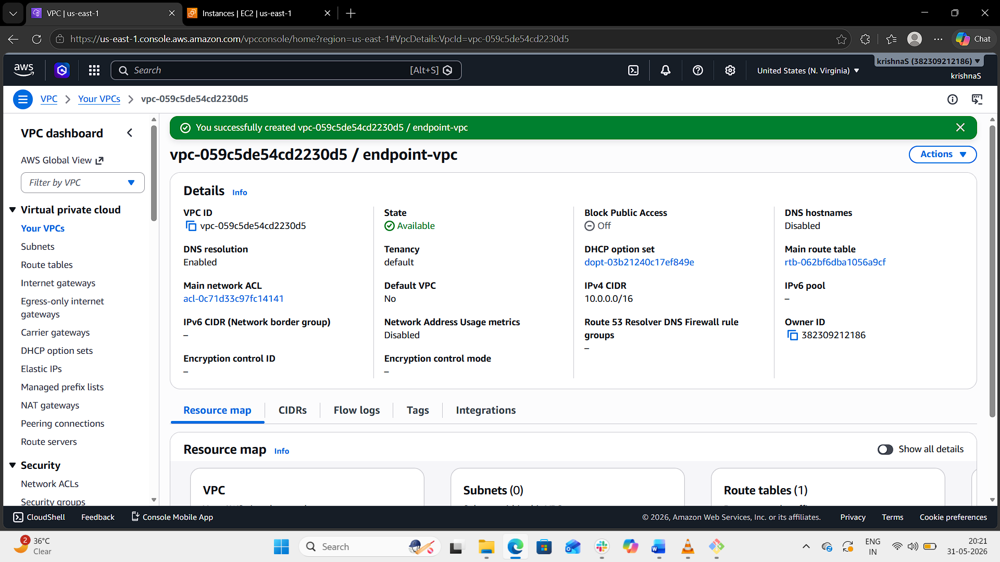 VPC | us-east-1
Instances | EC2 | us-east-1
https://us-east-1.console.aws.amazon.com/vpcconsole/home?region=us-east-1#VpcDetails:VpcId=vpc-059c5de54cd2230d5
Chat
aws
Search
[Alt+S]
United States (N. Virginia)
krishnaS (382309212186)
krishnaS
VPC
Your VPCs
vpc-059c5de54cd2230d5
VPC dashboard
AWS Global View
Filter by VPC
Virtual private cloud
Your VPCs
Subnets
Route tables
Internet gateways
Egress-only internet
gateways
Carrier gateways
DHCP option sets
Elastic IPs
Managed prefix lists
NAT gateways
Peering connections
Route servers
Security
Network ACLs
Security groups
You successfully created vpc-059c5de54cd2230d5 / endpoint-vpc
vpc-059c5de54cd2230d5 / endpoint-vpc
Actions
Details Info
VPC ID
vpc-059c5de54cd2230d5
State
Available
Block Public Access
Off
DNS hostnames
Disabled
DNS resolution
Enabled
Tenancy
default
DHCP option set
dopt-03b21240c17ef849e
Main route table
rtb-062bf6dba1056a9cf
Main network ACL
acl-0c71d33c97fc14141
Default VPC
No
IPv4 CIDR
10.0.0.0/16
IPv6 pool
–
IPv6 CIDR (Network border group)
–
Network Address Usage metrics
Disabled
Route 53 Resolver DNS Firewall rule
groups
–
Owner ID
382309212186
Encryption control ID
–
Encryption control mode
–
Resource map
CIDRs
Flow logs
Tags
Integrations
Resource map Info
Show all details
VPC
Subnets (0)
Route tables (1)
CloudShell
Feedback
Console Mobile App
© 2026, Amazon Web Services, Inc. or its affiliates.
Privacy
Terms
Cookie preferences
2
36°C
Clear
Search
ENG
IN
20:21
31-05-2026